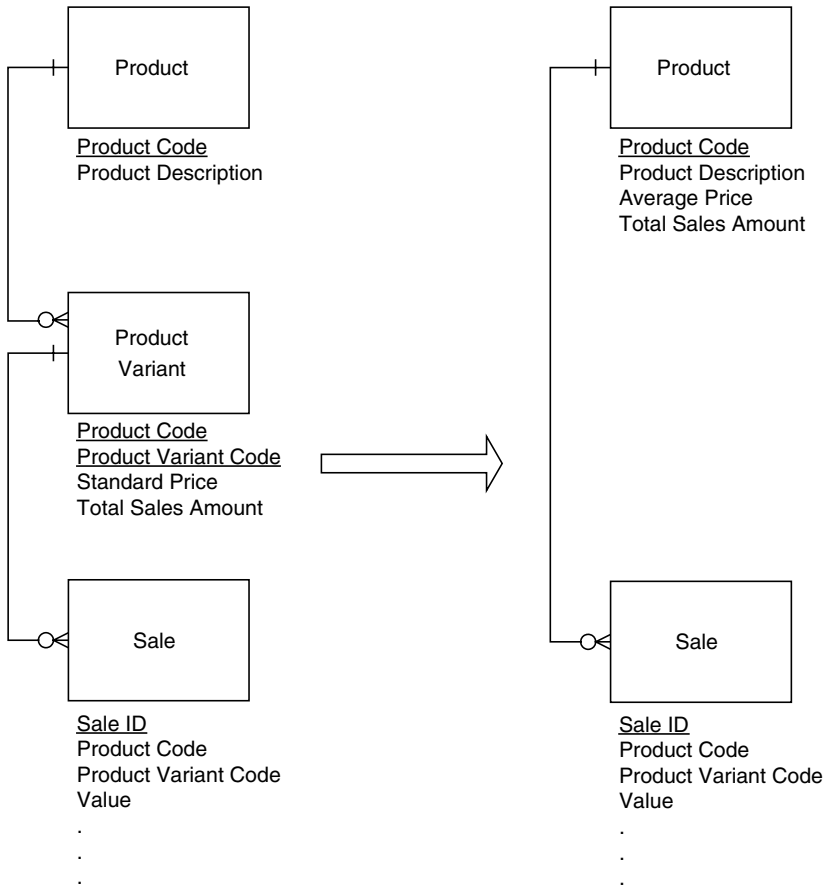 Product
Product Code
Product Description
Product
Variant
Product Code
Product Variant Code
Standard Price
Total Sales Amount
Sale
Sale ID
Product Code
Product Variant Code
Value
.
.
.
Product
Product Code
Product Description
Average Price
Total Sales Amount
Sale
Sale ID
Product Code
Product Variant Code
Value
.
.
.